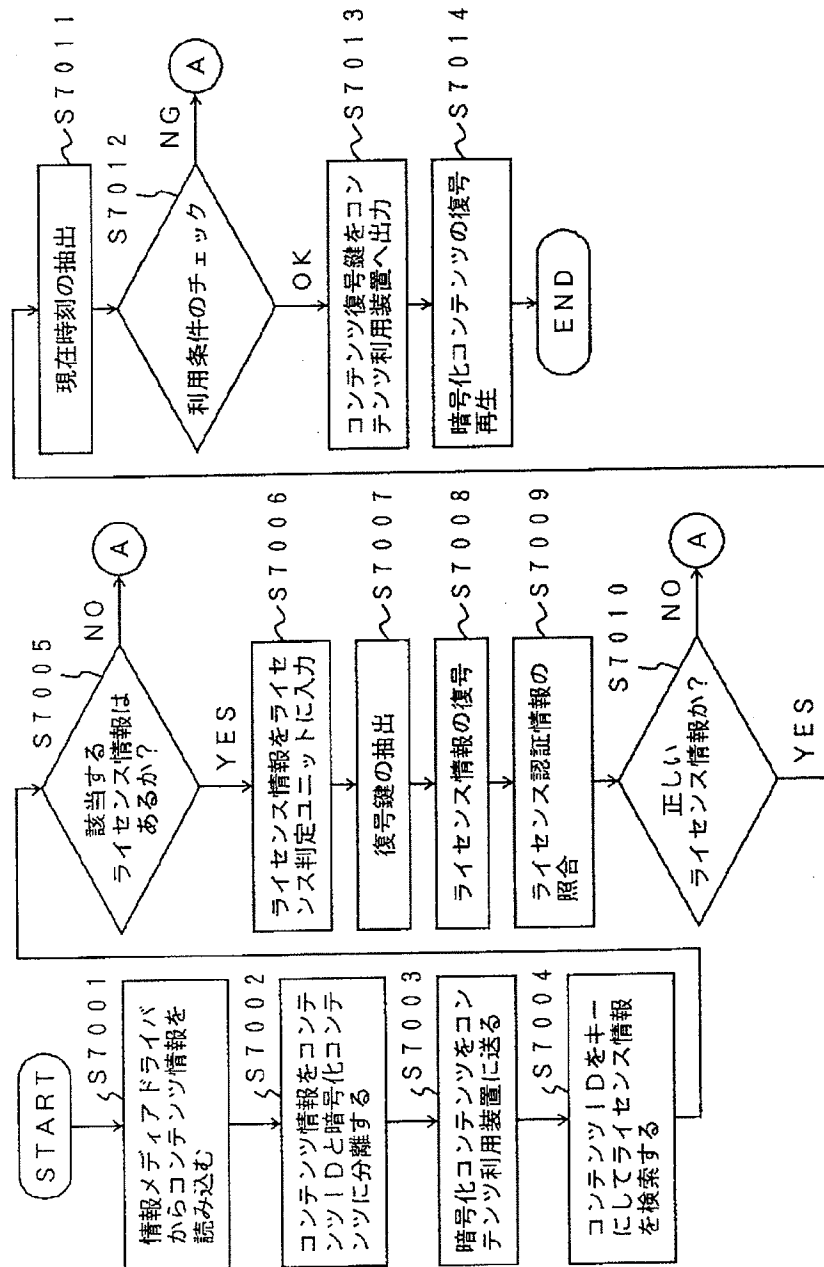 START
S7001
情報メディアドライバ
からコンテンツ情報を
読み込む
S7002
コンテンツ情報をコンテ
ンツIDと暗号化コンテ
ンツに分離する
S7003
暗号化コンテンツをコン
テンツ利用装置に送る
S7004
コンテンツIDをキー
にしてライセンス情報
を検索する
S7005
該当する
ライセンス情報は
あるか?
NO
A
YES
S7006
ライセンス情報をライセ
ンス判定ユニットに入力
S7007
復号鍵の抽出
S7008
ライセンス情報の復号
S7009
ライセンス認証情報の
照合
S7010
正しい
ライセンス情報か?
NO
A
YES
S7011
現在時刻の抽出
S7012
利用条件のチェック
NG
A
OK
S7013
コンテンツ復号鍵をコン
テンツ利用装置へ出力
S7014
暗号化コンテンツの復号
再生
END